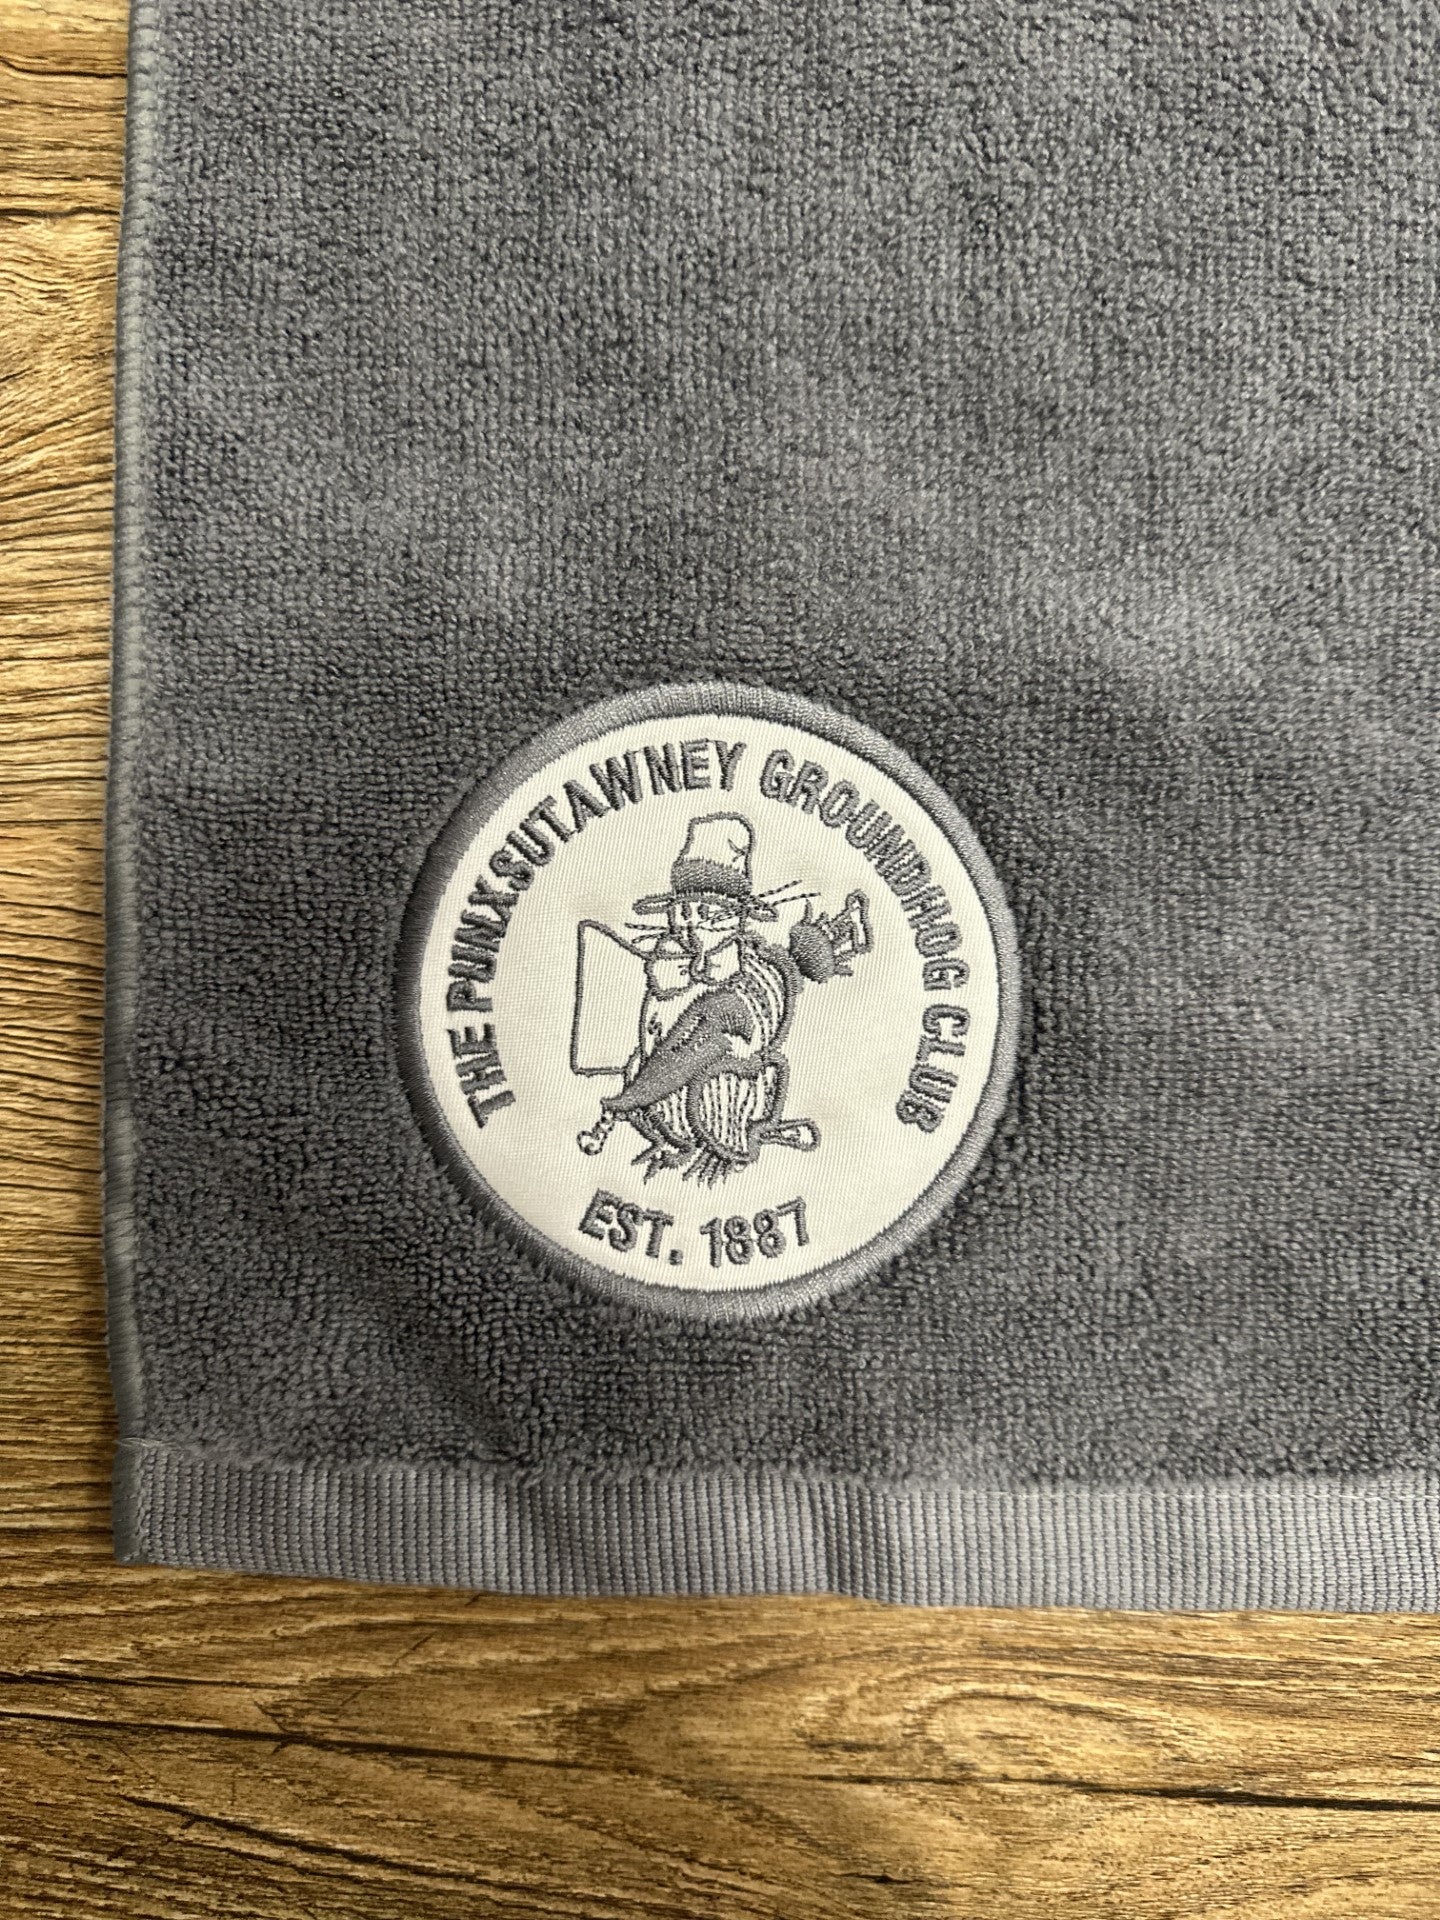 THE PUNXSUTAWNEY GROUNDHOG CLUB
EST. 1887